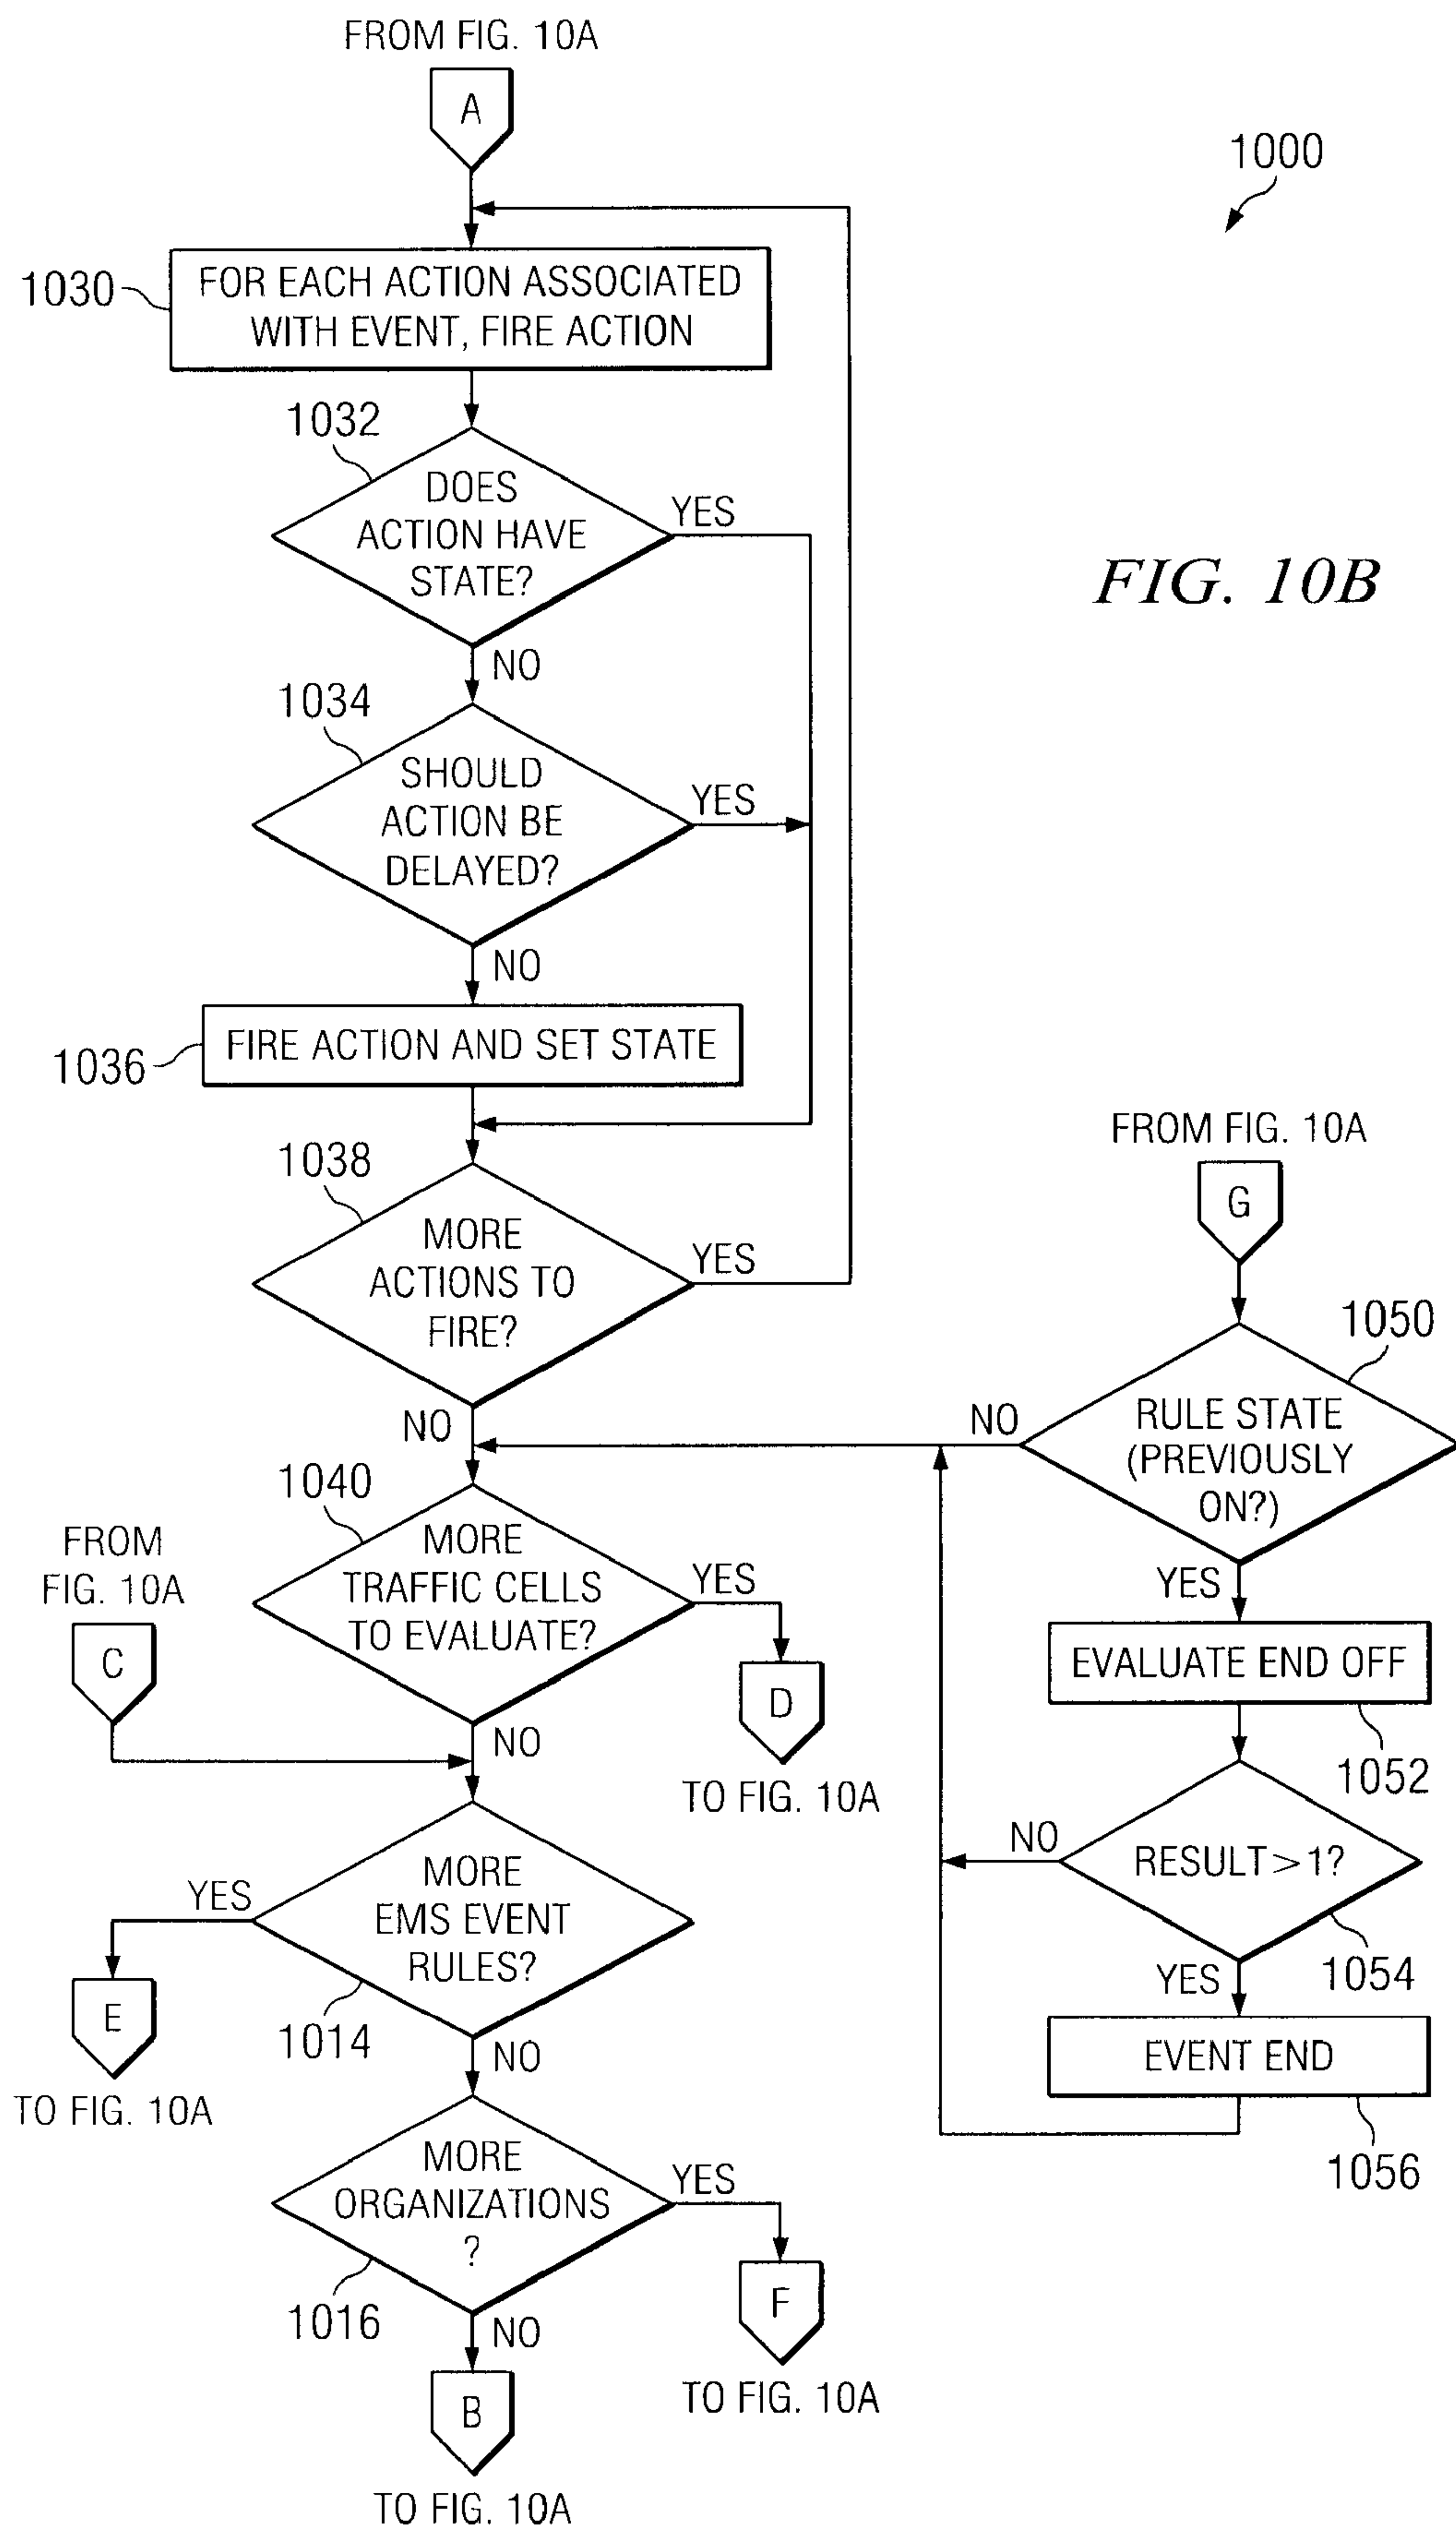 FROM FIG. 10A
A
1000
1030
FOR EACH ACTION ASSOCIATED
WITH EVENT, FIRE ACTION
1032
DOES
ACTION HAVE
STATE?
YES
NO
FIG. 10B
1034
SHOULD
ACTION BE
DELAYED?
YES
NO
1036
FIRE ACTION AND SET STATE
1038
MORE
ACTIONS TO
FIRE?
YES
NO
FROM FIG. 10A
G
1050
RULE STATE
(PREVIOUSLY
ON?)
NO
YES
1040
MORE
TRAFFIC CELLS
TO EVALUATE?
YES
NO
D
TO FIG. 10A
FROM
FIG. 10A
C
EVALUATE END OFF
1052
RESULT>1?
NO
YES
1054
EVENT END
1056
MORE
EMS EVENT
RULES?
YES
1014
NO
E
TO FIG. 10A
MORE
ORGANIZATIONS
?
YES
1016
NO
F
TO FIG. 10A
B
TO FIG. 10A